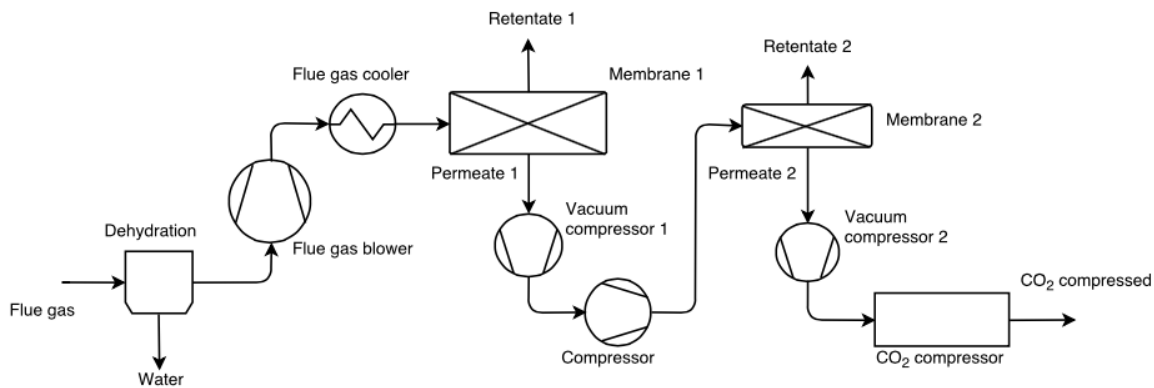 Retentate 1
Retentate 2
Flue gas cooler
Membrane 1
Membrane 2
Permeate 1
Permeate 2
Dehydration
Vacuum
compressor 1
Vacuum
compressor 2
Flue gas blower
CO₂ compressed
Flue gas
Compressor
CO₂ compressor
Water